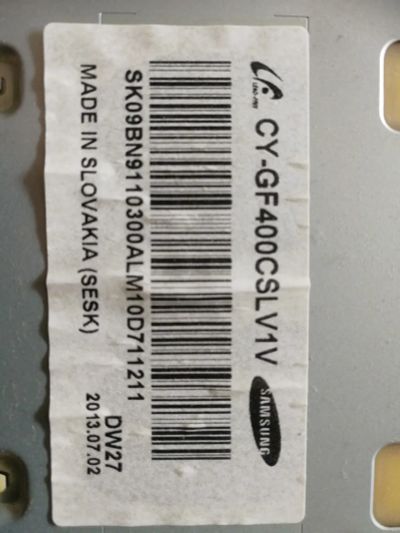 CY-GF400CSLV1V
SAMSUNG
SK09BN9110300ALM10D711211
DW27
MADE IN SLOVAKIA (SESK)
2013.07.02